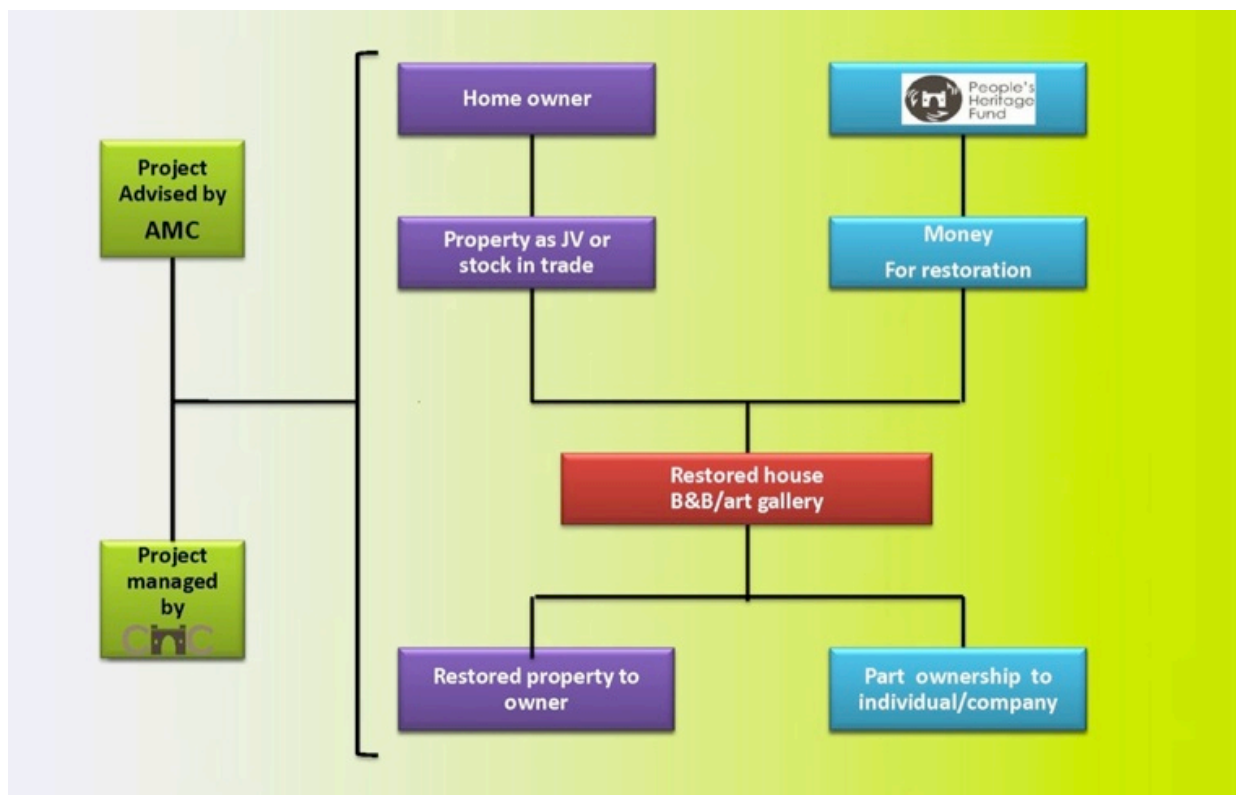 Home owner
People's
Heritage
Fund
Project
Advised by
AMC
Property as JV or
stock in trade
Money
For restoration
Restored house
B&B/art gallery
Project
managed
by
CHC
Restored property to
owner
Part ownership to
individual/company